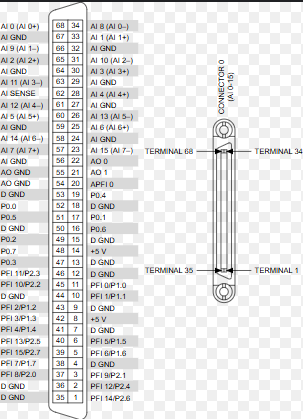 AI 0 (AI 0+) 68 34 AI 8 (AI 0–)
AI GND 67 33 AI 1 (AI 1+)
AI 9 (AI 1–) 66 32 AI GND
AI 2 (AI 2+) 65 31 AI 10 (AI 2–)
AI GND 64 30 AI 3 (AI 3+)
AI 11 (AI 3–) 63 29 AI GND
AI SENSE 62 28 AI 4 (AI 4+)
AI 12 (AI 4–) 61 27 AI GND
AI 5 (AI 5+) 60 26 AI 13 (AI 5–)
AI GND 59 25 AI 6 (AI 6+)
AI 14 (AI 6–) 58 24 AI GND
AI 7 (AI 7+) 57 23 AI 15 (AI 7–)
AI GND 56 22 AO 0
AO GND 55 21 AO 1
AO GND 54 20 APFI 0
D GND 53 19 P0.4
P0.0 52 18 D GND
P0.5 51 17 P0.1
D GND 50 16 P0.6
P0.2 49 15 D GND
P0.7 48 14 +5 V
P0.3 47 13 D GND
PFI 11/P2.3 46 12 D GND
PFI 10/P2.2 45 11 PFI 0/P1.0
D GND 44 10 PFI 1/P1.1
PFI 2/P1.2 43 9 D GND
PFI 3/P1.3 42 8 +5 V
PFI 4/P1.4 41 7 D GND
PFI 13/P2.5 40 6 PFI 5/P1.5
PFI 15/P2.7 39 5 PFI 6/P1.6
PFI 7/P1.7 38 4 D GND
PFI 8/P2.0 37 3 PFI 9/P2.1
D GND 36 2 PFI 12/P2.4
D GND 35 1 PFI 14/P2.6
CONNECTOR 0
(AI 0-15)
TERMINAL 68
TERMINAL 34
TERMINAL 35
TERMINAL 1